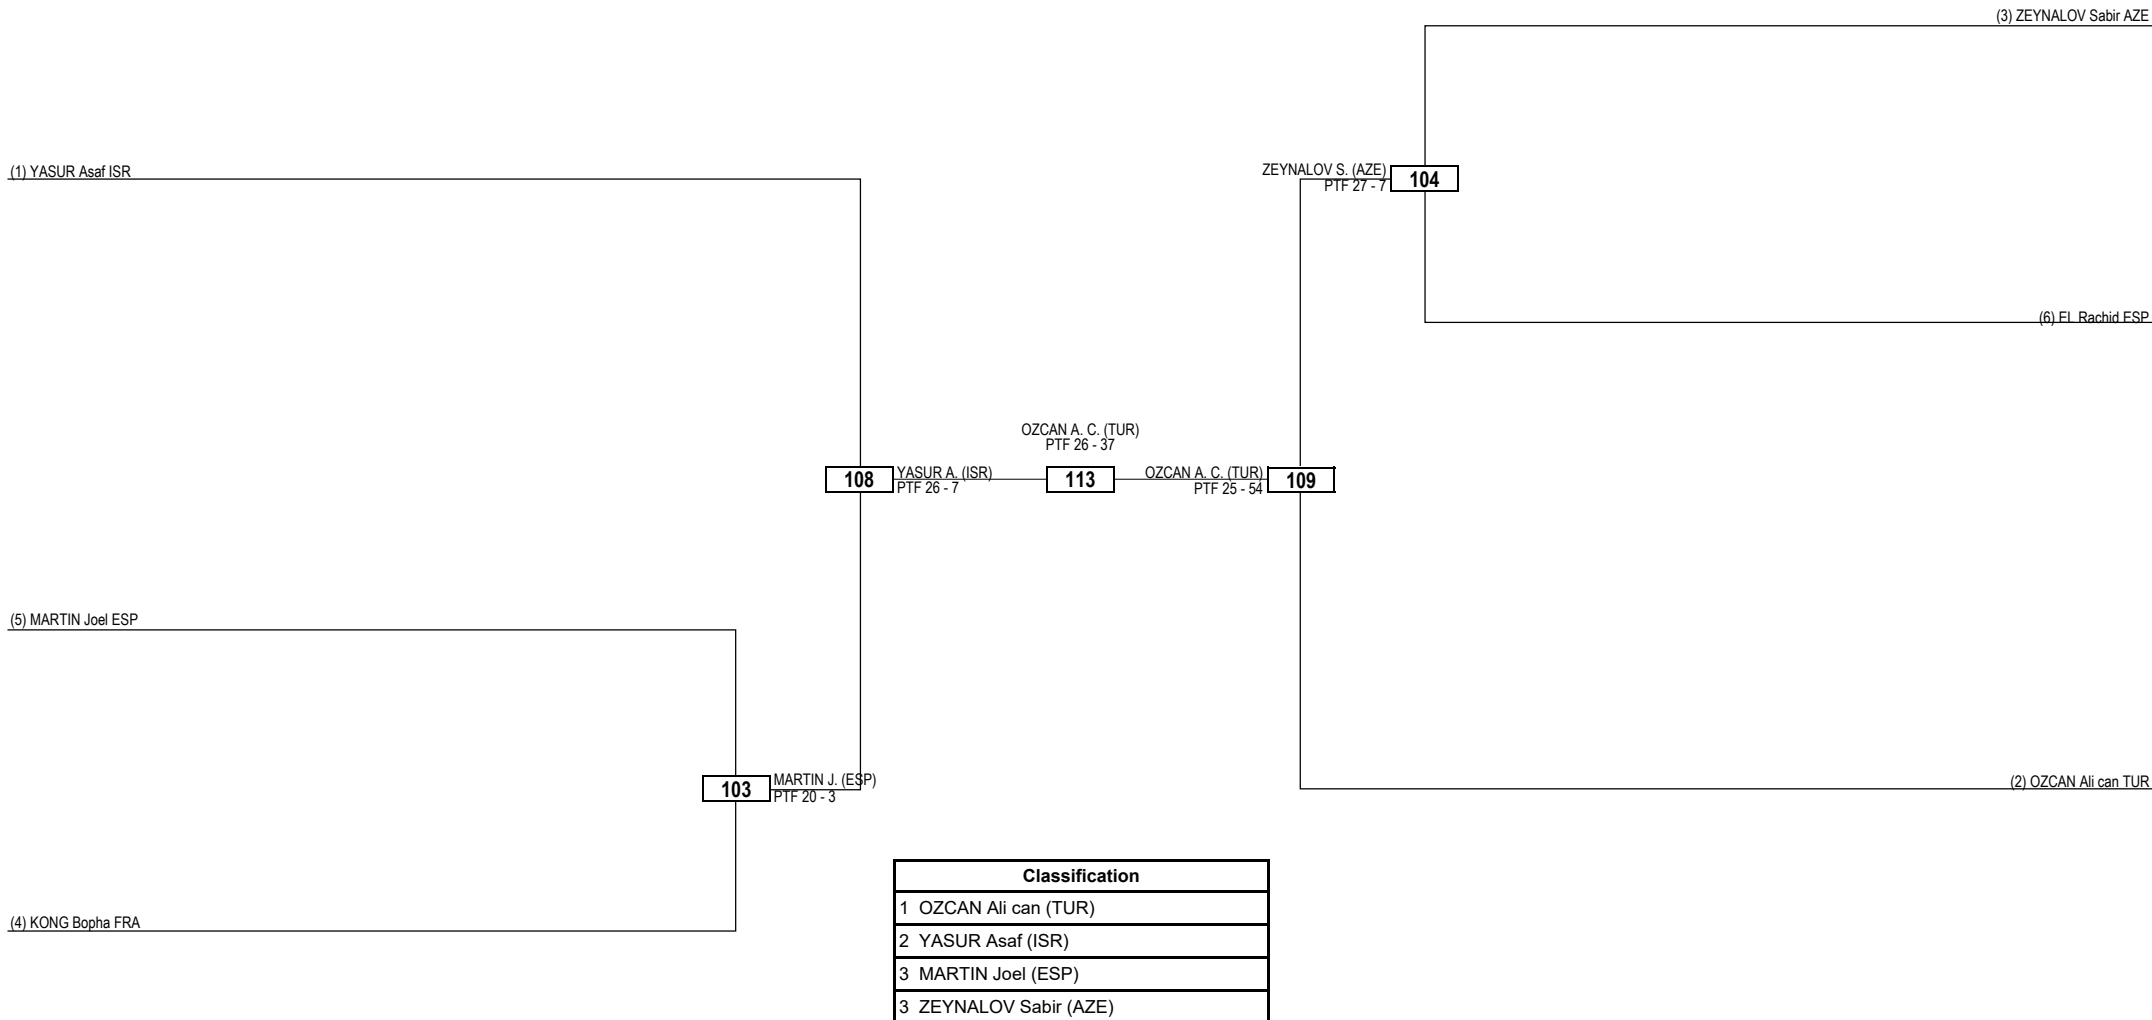 (3) ZEYNALOV Sabir AZE
(1) YASUR Asaf ISR
ZEYNALOV S. (AZE)
PTF 27 - 7
104
(6) EL Rachid ESP
OZCAN A. C. (TUR)
PTF 26 - 37
108
YASUR A. (ISR)
PTF 26 - 7
113
OZCAN A. C. (TUR)
PTF 25 - 54
109
(5) MARTIN Joel ESP
103
MARTIN J. (ESP)
PTF 20 - 3
(2) OZCAN Ali can TUR
(4) KONG Bopha FRA
Classification
1 OZCAN Ali can (TUR)
2 YASUR Asaf (ISR)
3 MARTIN Joel (ESP)
3 ZEYNALOV Sabir (AZE)